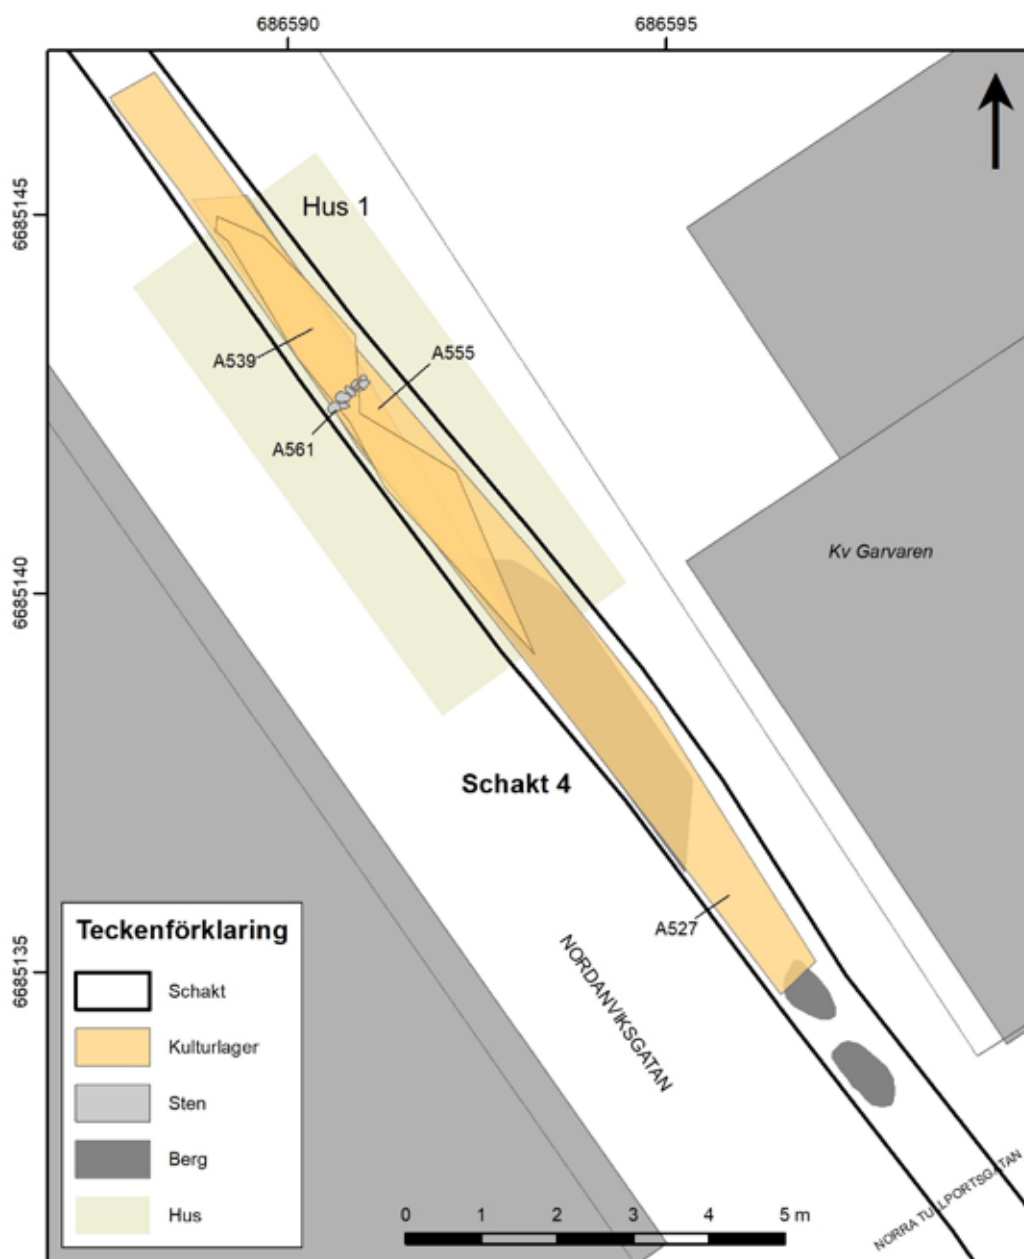 686590
686595
6685145
Hus 1
A539
A555
A561
Kv Garvaren
6685140
Schakt 4
A527
NORDANVIKSGATAN
6685135
Teckenförklaring
Schakt
Kulturlager
Sten
Berg
Hus
0 1 2 3 4 5 m
NORRA TULLPORTSGATAN